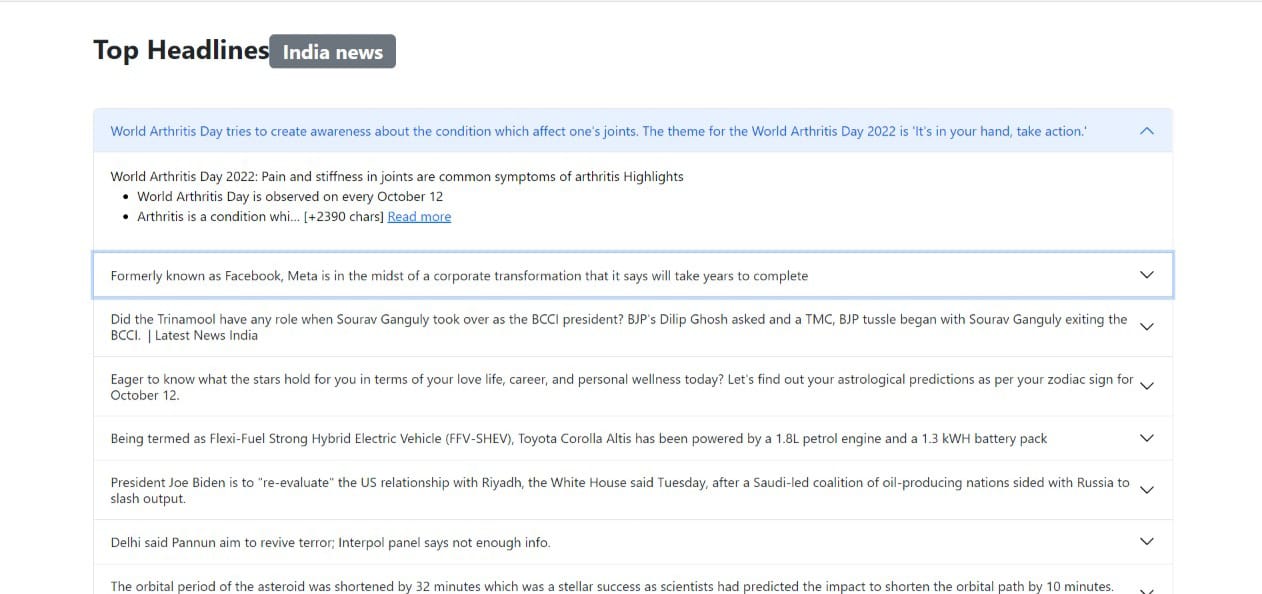 Top Headlines India news
World Arthritis Day tries to create awareness about the condition which affect one's joints. The theme for the World Arthritis Day 2022 is 'It's in your hand, take action.'
World Arthritis Day 2022: Pain and stiffness in joints are common symptoms of arthritis Highlights
• World Arthritis Day is observed on every October 12
• Arthritis is a condition whi... [+2390 chars] Read more
Formerly known as Facebook, Meta is in the midst of a corporate transformation that it says will take years to complete
Did the Trinamool have any role when Sourav Ganguly took over as the BCCI president? BJP's Dilip Ghosh asked and a TMC, BJP tussle began with Sourav Ganguly exiting the
BCCI. | Latest News India
Eager to know what the stars hold for you in terms of your love life, career, and personal wellness today? Let's find out your astrological predictions as per your zodiac sign for
October 12.
Being termed as Flexi-Fuel Strong Hybrid Electric Vehicle (FFV-SHEV), Toyota Corolla Altis has been powered by a 1.8L petrol engine and a 1.3 kWH battery pack
President Joe Biden is to "re-evaluate" the US relationship with Riyadh, the White House said Tuesday, after a Saudi-led coalition of oil-producing nations sided with Russia to
slash output.
Delhi said Pannun aim to revive terror; Interpol panel says not enough info.
The orbital period of the asteroid was shortened by 32 minutes which was a stellar success as scientists had predicted the impact to shorten the orbital path by 10 minutes.